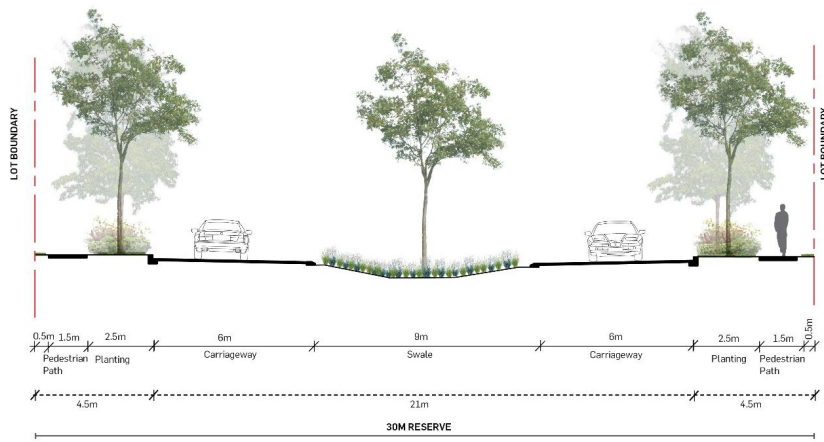 LOT BOUNDARY
LOT BOUNDARY
0.5m 1.5m 2.5m 6m 9m 6m 2.5m 1.5m 0.5m
Pedestrian Path Planting Carriageway Swale Carriageway Planting Pedestrian Path
4.5m 21m 4.5m
30M RESERVE